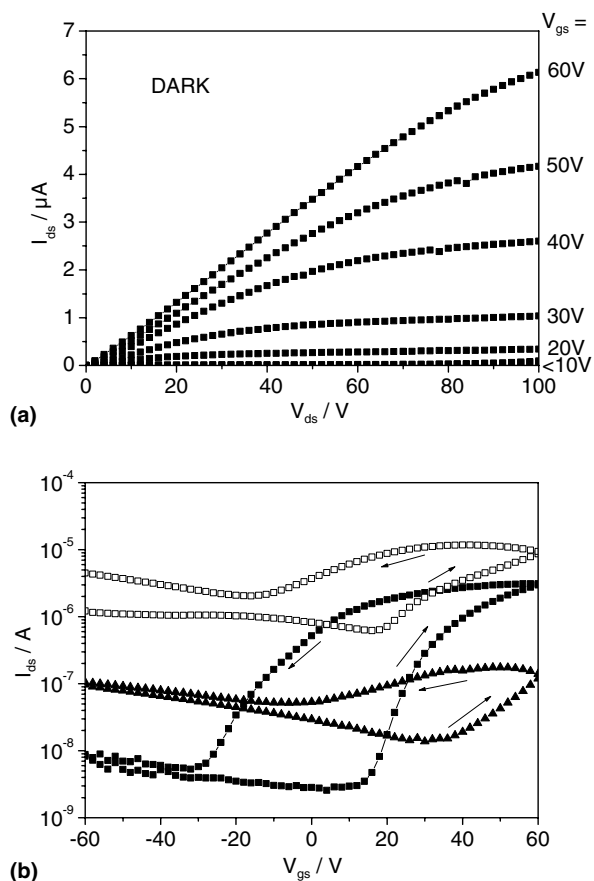 V_gs =
7
6
5
4
3
2
1
0
I_ds / µA
DARK
60V
50V
40V
30V
20V
<10V
0
20
40
60
80
100
V_ds / V
(a)
10^-4
10^-5
10^-6
10^-7
10^-8
10^-9
I_ds / A
-60
-40
-20
0
20
40
60
V_gs / V
(b)